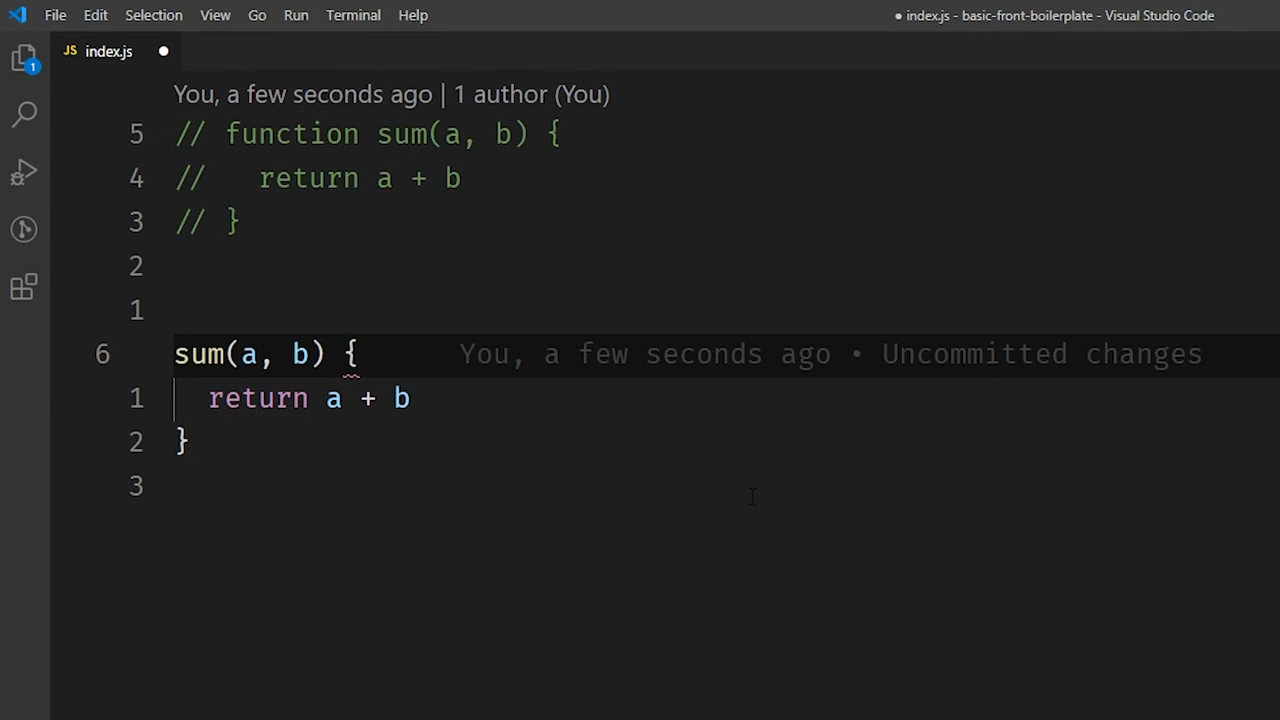 File Edit Selection View Go Run Terminal Help ● index.js - basic-front-boilerplate - Visual Studio Code
1 JS index.js ●
You, a few seconds ago | 1 author (You)
5 // function sum(a, b) {
4 //   return a + b
3 // }
2
1
6 sum(a, b) { You, a few seconds ago • Uncommitted changes
1   return a + b
2 }
3